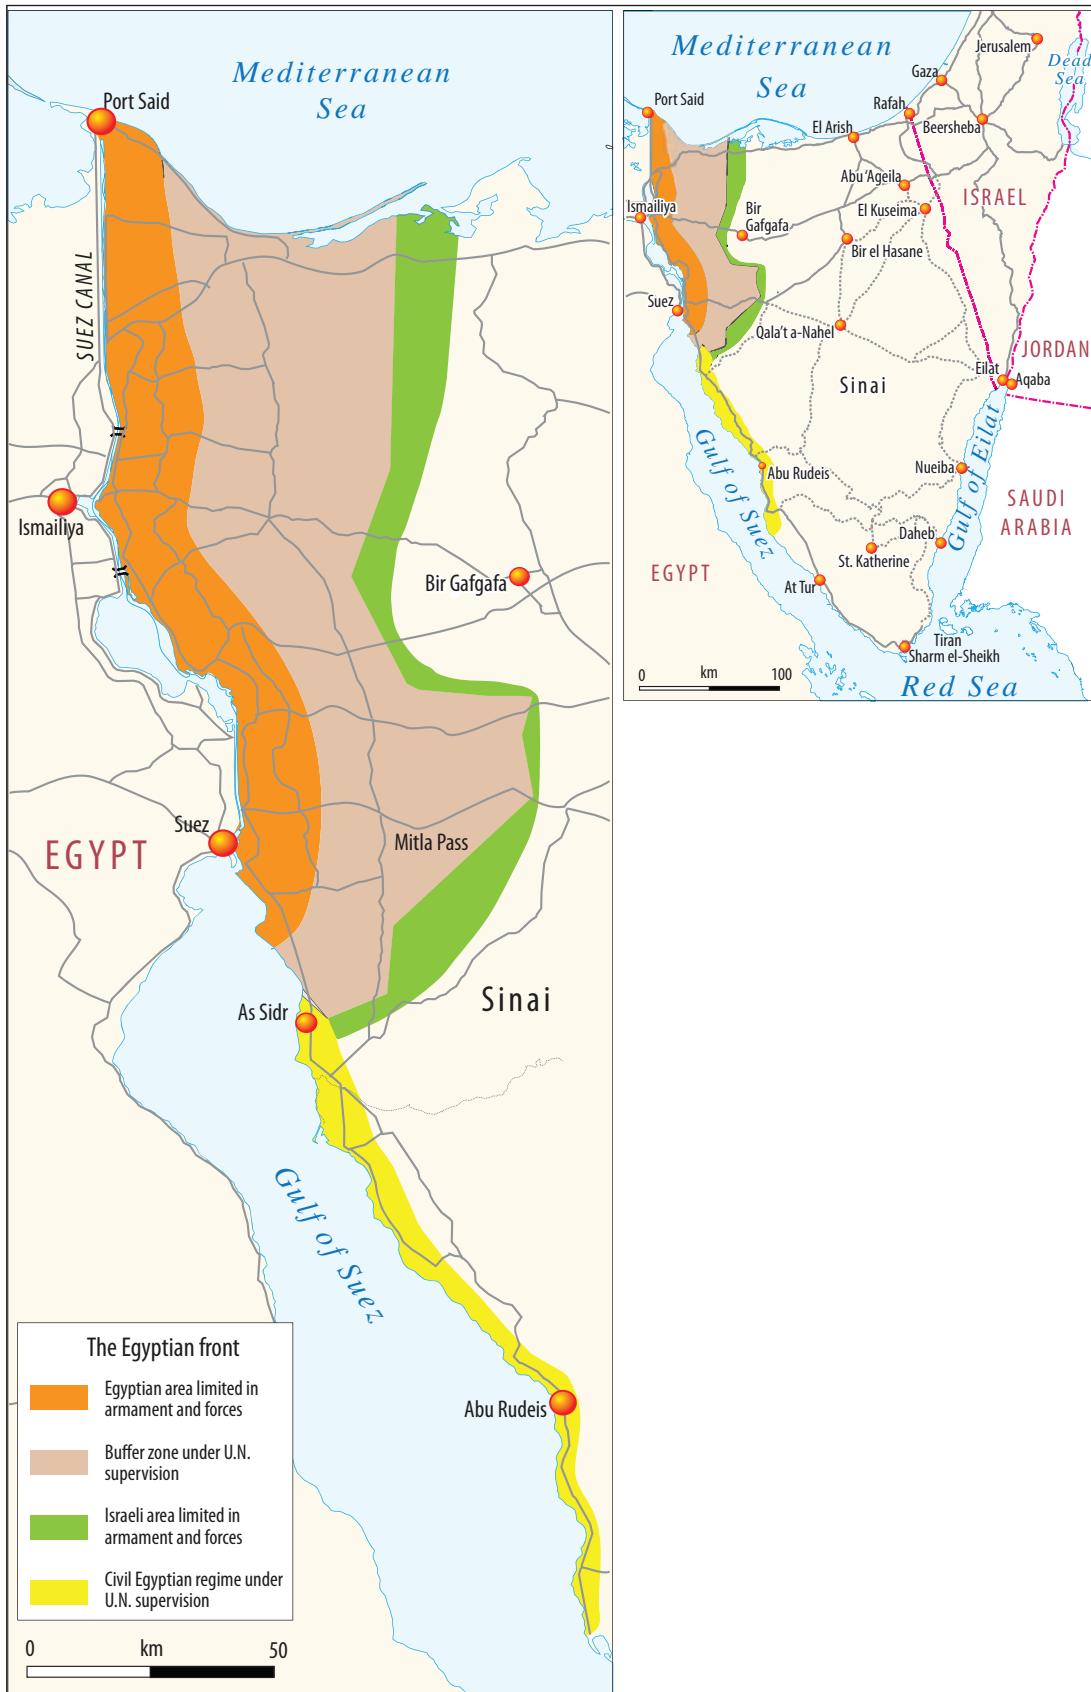 Mediterranean
Sea
Port Said
SUEZ CANAL
Ismailiya
Bir Gafgafa
Suez
EGYPT
Mitla Pass
Sinai
As Sidr
Gulf of Suez
Abu Rudeis
The Egyptian front
Egyptian area limited in
armament and forces
Buffer zone under U.N.
supervision
Israeli area limited in
armament and forces
Civil Egyptian regime under
U.N. supervision
0 km 50
Mediterranean
Sea
Jerusalem
Dead
Sea
Gaza
Port Said
Rafah
El Arish
Beersheba
Abu 'Ageila
ISRAEL
Ismailiya
Bir
Gafgafa
El Kuseima
Bir el Hasane
Suez
Qala't a-Nahel
JORDAN
Eilat
Aqaba
Sinai
Gulf of Suez
Abu Rudeis
Nueiba
Gulf of Eilat
SAUDI
ARABIA
Daheb
St. Katherine
EGYPT
At Tur
Tiran
Sharm el-Sheikh
0 km 100
Red Sea